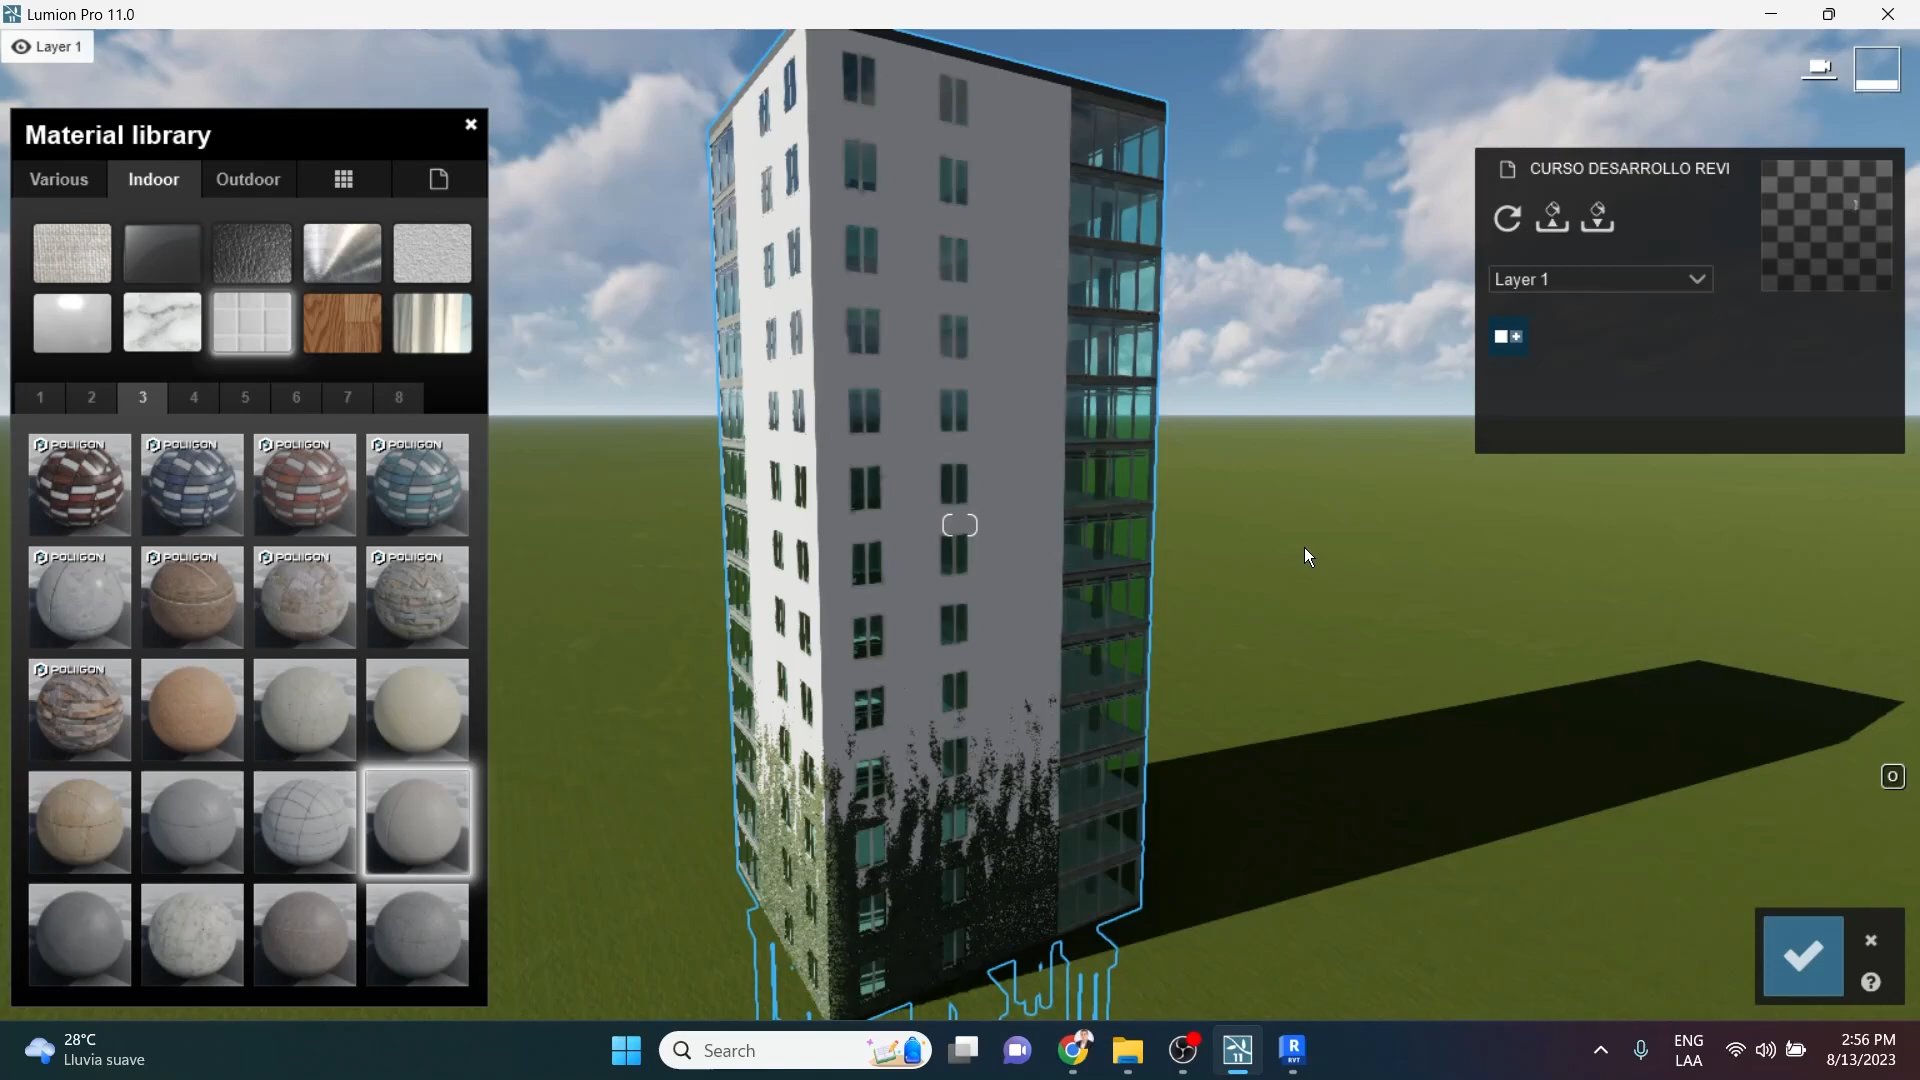 Lumion Pro 11.0
Layer 1
Material library
Various
Indoor
Outdoor
1 2 3 4 5 6 7 8
POLIIGON POLIIGON POLIIGON POLIIGON
POLIIGON POLIIGON POLIIGON POLIIGON
POLIIGON
CURSO DESARROLLO REVI
Layer 1
O
28°C
Lluvia suave
Search
11
R
RVT
ENG
LAA
2:56 PM
8/13/2023